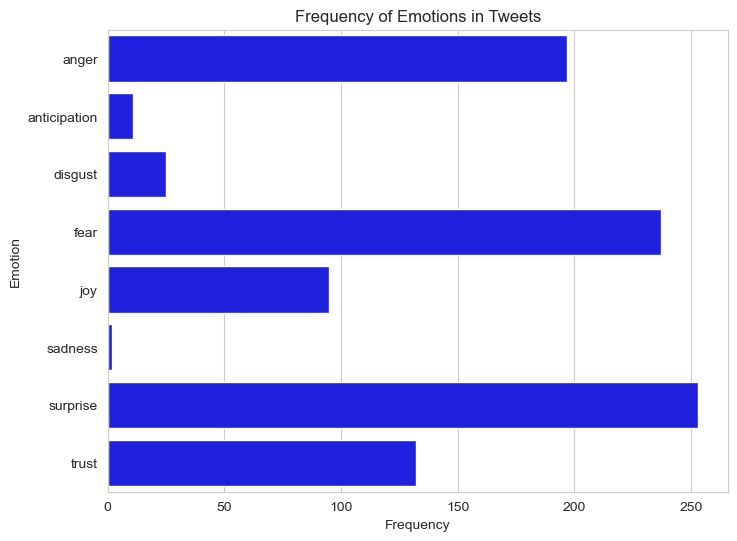 Frequency of Emotions in Tweets
Emotion
anger
anticipation
disgust
fear
joy
sadness
surprise
trust
0 50 100 150 200 250
Frequency